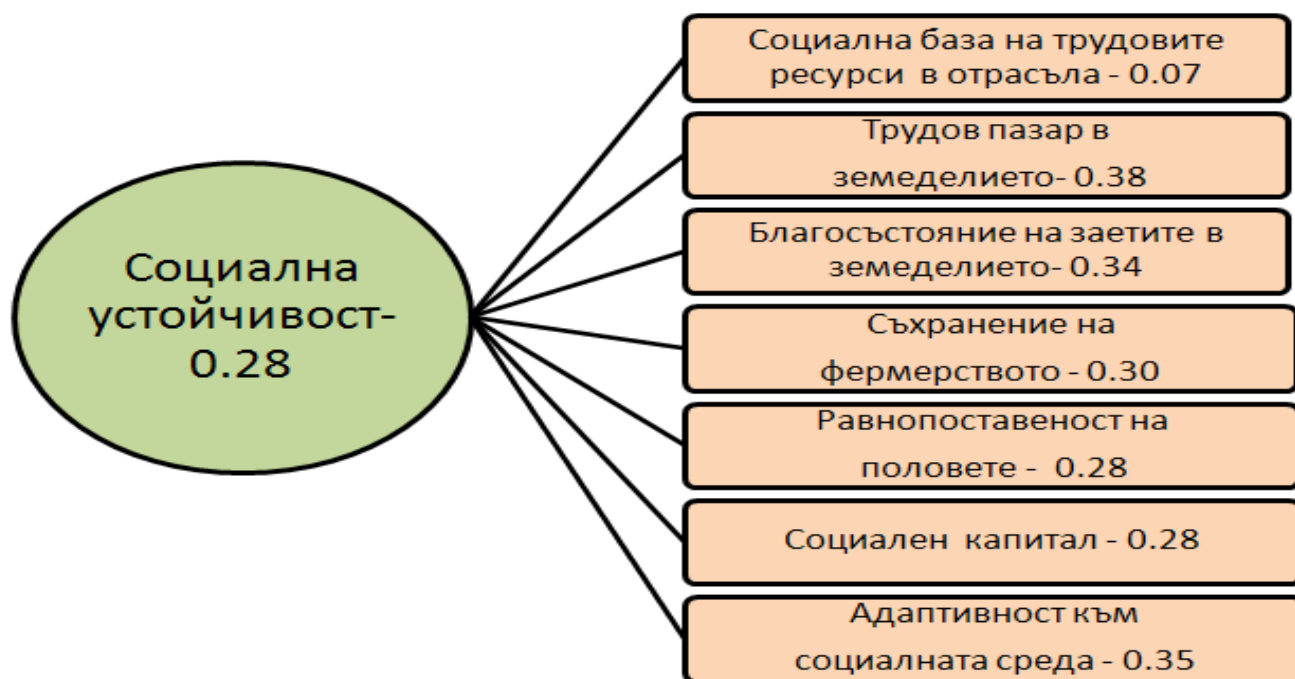 Социална
устойчивост-
0.28
Социална база на трудовите
ресурси в отрасъла - 0.07
Трудов пазар в
земеделието- 0.38
Благосъстояние на заетите в
земеделието- 0.34
Съхранение на
фермерството - 0.30
Равнопоставеност на
половете - 0.28
Социален капитал - 0.28
Адаптивност към
социалната среда - 0.35